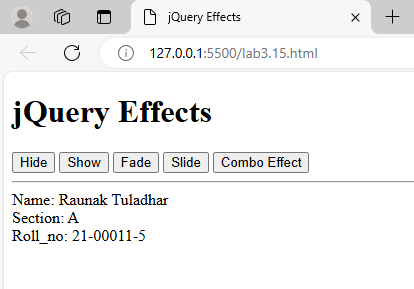 jQuery Effects
127.0.0.1:5500/lab3.15.html
jQuery Effects
Hide Show Fade Slide Combo Effect
Name: Raunak Tuladhar
Section: A
Roll_no: 21-00011-5